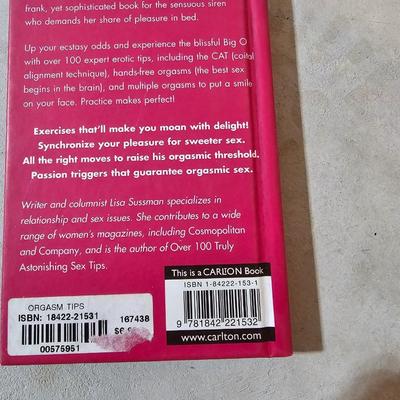 frank, yet sophisticated book for the sensuous siren
who demands her share of pleasure in bed.
Up your ecstasy odds and experience the blissful Big O
with over 100 expert erotic tips, including the CAT (coital
alignment technique), hands-free orgasms (the best sex
begins in the brain), and multiple orgasms to put a smile
on your face. Practice makes perfect!
Exercises that'll make you moan with delight!
Synchronize your pleasure for sweeter sex.
All the right moves to raise his orgasmic threshold.
Passion triggers that guarantee orgasmic sex.
Writer and columnist Lisa Sussman specializes in
relationship and sex issues. She contributes to a wide
range of women's magazines, including Cosmopolitan
and Company, and is the author of Over 100 Truly
Astonishing Sex Tips.
This is a CARLTON Book
ISBN 1-84222-153-1
9 781842 221532
www.carlton.com
ORGASM TIPS
ISBN: 18422-21531
167438
00575951